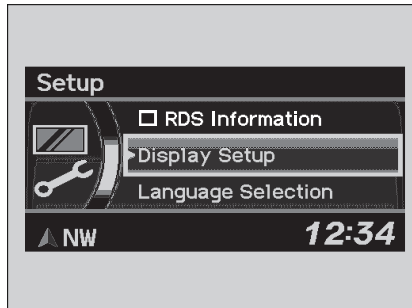 Setup
RDS Information
Display Setup
Language Selection
NW
12:34